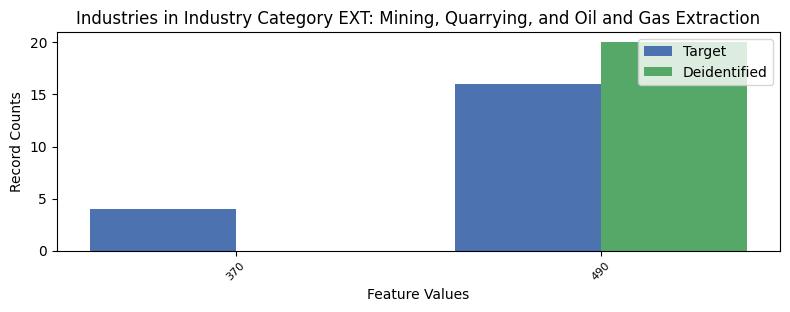 Industries in Industry Category EXT: Mining, Quarrying, and Oil and Gas Extraction
Target
Deidentified
20
15
10
5
0
Record Counts
370
490
Feature Values